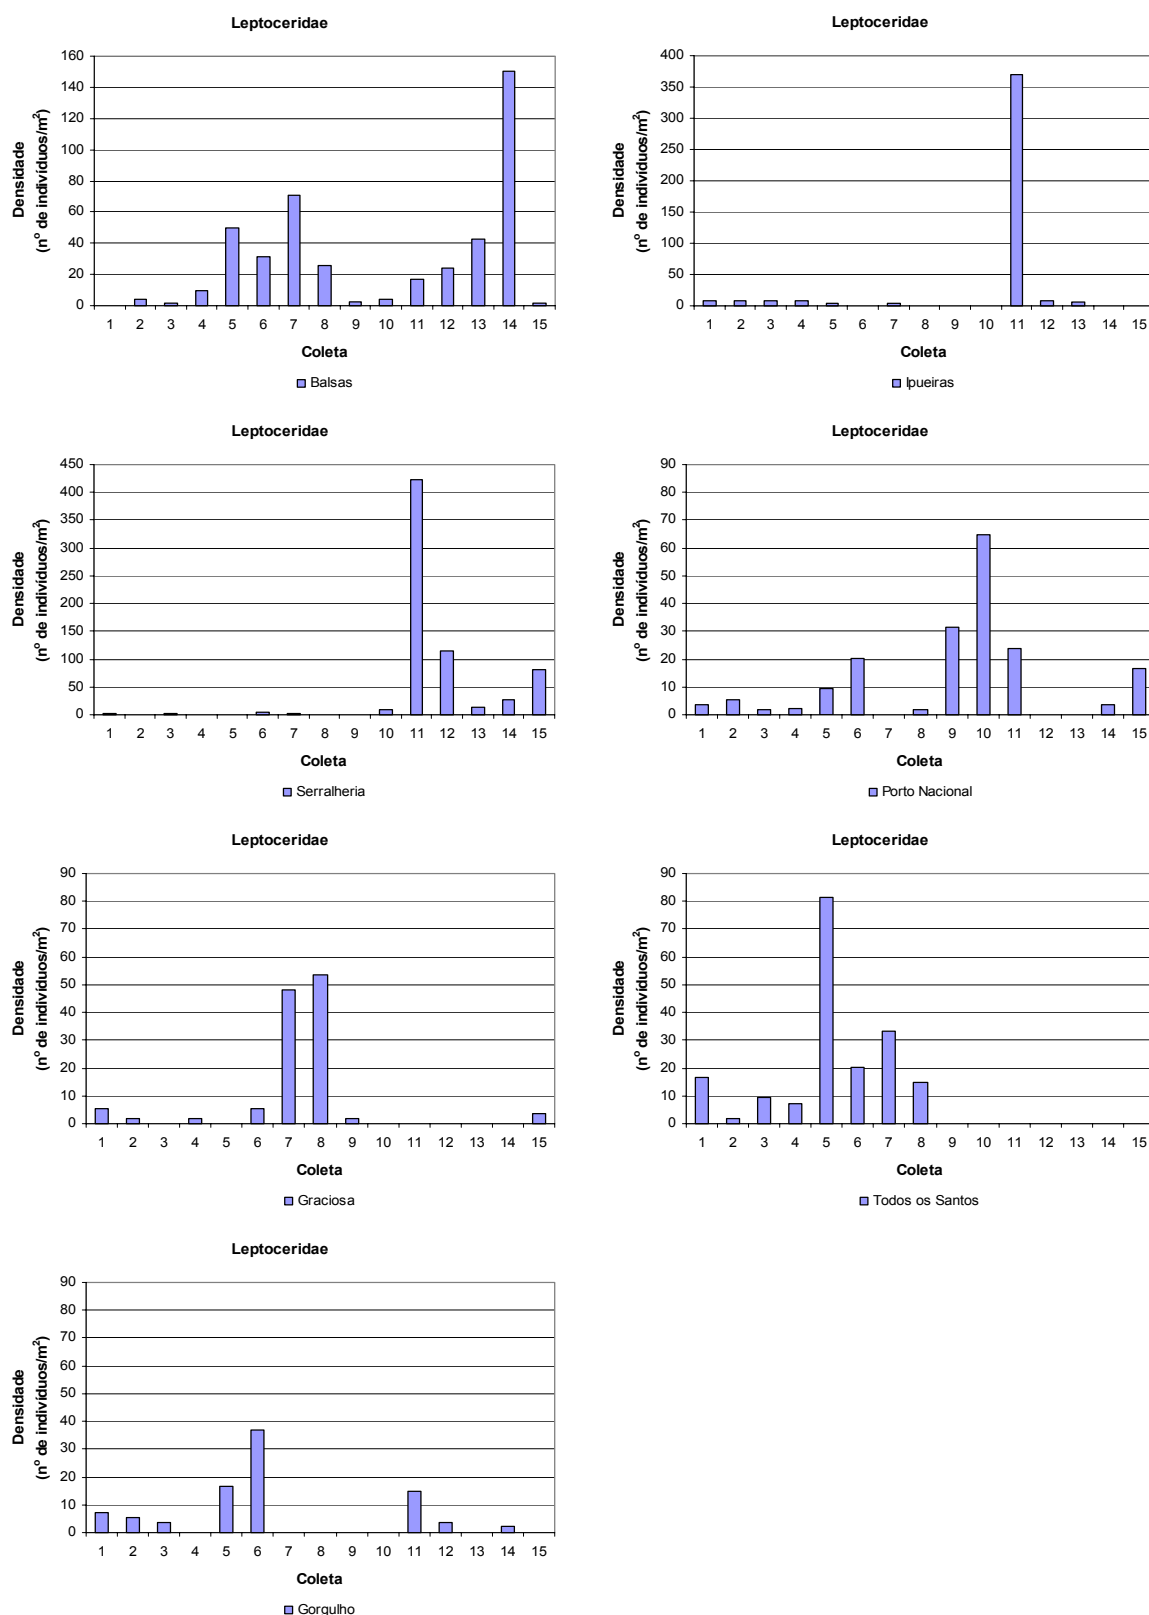 Leptoceridae
Densidade
(nº de indivíduos/m²)
160
140
120
100
80
60
40
20
0
1 2 3 4 5 6 7 8 9 10 11 12 13 14 15
Coleta
Balsas
Leptoceridae
Densidade
(nº de indivíduos/m²)
400
350
300
250
200
150
100
50
0
1 2 3 4 5 6 7 8 9 10 11 12 13 14 15
Coleta
Ipueiras
Leptoceridae
Densidade
(nº de indivíduos/m²)
450
400
350
300
250
200
150
100
50
0
1 2 3 4 5 6 7 8 9 10 11 12 13 14 15
Coleta
Serralheria
Leptoceridae
Densidade
(nº de indivíduos/m²)
90
80
70
60
50
40
30
20
10
0
1 2 3 4 5 6 7 8 9 10 11 12 13 14 15
Coleta
Porto Nacional
Leptoceridae
Densidade
(nº de indivíduos/m²)
90
80
70
60
50
40
30
20
10
0
1 2 3 4 5 6 7 8 9 10 11 12 13 14 15
Coleta
Graciosa
Leptoceridae
Densidade
(nº de indivíduos/m²)
90
80
70
60
50
40
30
20
10
0
1 2 3 4 5 6 7 8 9 10 11 12 13 14 15
Coleta
Todos os Santos
Leptoceridae
Densidade
(nº de indivíduos/m²)
90
80
70
60
50
40
30
20
10
0
1 2 3 4 5 6 7 8 9 10 11 12 13 14 15
Coleta
Gorgulho